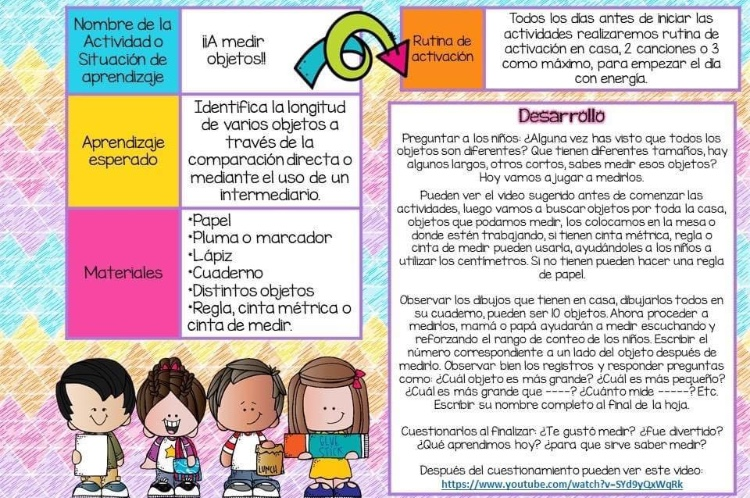 Nombre de la
Actividad o
Situación de
aprendizaje
¡¡A medir
objetos!!
Aprendizaje
esperado
Identifica la longitud
de varios objetos a
través de la
comparación directa o
mediante el uso de un
intermediario.
Materiales
•Papel
•Pluma o marcador
•Lápiz
•Cuaderno
•Distintos objetos
•Regla, cinta métrica o
cinta de medir.
Rutina de
activación
Todos los días antes de iniciar las
actividades realizaremos rutina de
activación en casa, 2 canciones o 3
como máximo, para empezar el día
con energía.
Desarrollo
Preguntar a los niños: ¿Alguna vez has visto que todos los
objetos son diferentes? Que tienen diferentes tamaños, hay
algunos largos, otros cortos, sabes medir esos objetos?
Hoy vamos a jugar a medirlos.
Pueden ver el video sugerido antes de comenzar las
actividades, luego vamos a buscar objetos por toda la casa,
objetos que podamos medir, los colocamos en la mesa o
donde estén trabajando, si tienen cinta métrica, regla o
cinta de medir pueden usarla, ayudándoles a los niños a
utilizar los centímetros. Si no tienen pueden hacer una regla
de papel.
Observar los dibujos que tienen en casa, dibujarlos todos en
su cuaderno, pueden ser 10 objetos. Ahora proceder a
medirlos, mamá o papá ayudarán a medir escuchando y
reforzando el rango de conteo de los niños. Escribir el
número correspondiente a un lado del objeto después de
medirlo. Observar bien los registros y responder preguntas
como: ¿Cuál objeto es más grande? ¿Cuál es más pequeño?
¿Cuál es más grande que ----? ¿Cuánto mide -----? Etc.
Escribir su nombre completo al final de la hoja.
Cuestionarlos al finalizar: ¿Te gustó medir? ¿fue divertido?
¿Qué aprendimos hoy? ¿para que sirve saber medir?
Después del cuestionamiento pueden ver este video:
https://www.youtube.com/watch?v=SYd9yQxWqRk
GLUE
STICK
LUNCH